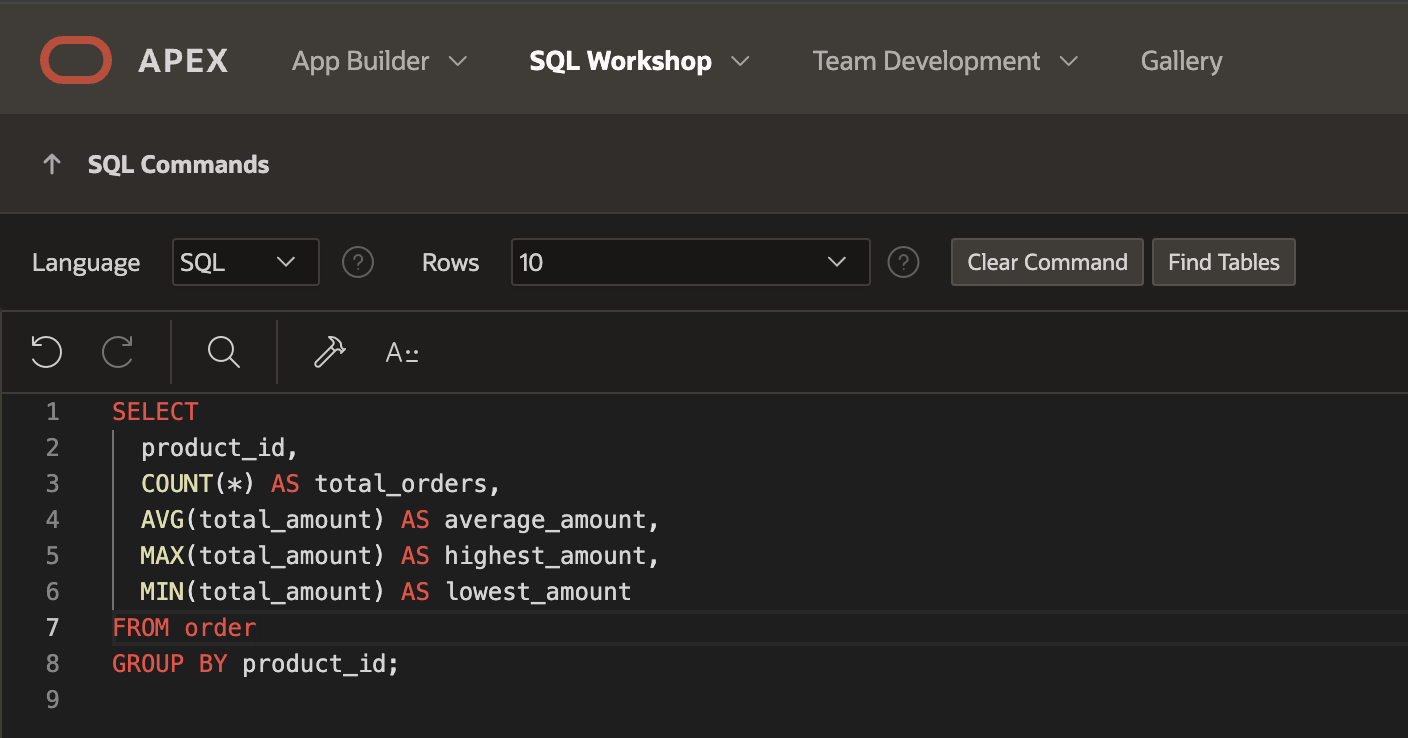 APEX App Builder SQL Workshop Team Development Gallery
SQL Commands
Language SQL ? Rows 10 ? Clear Command Find Tables
A
1 SELECT
2 product_id,
3 COUNT(*) AS total_orders,
4 AVG(total_amount) AS average_amount,
5 MAX(total_amount) AS highest_amount,
6 MIN(total_amount) AS lowest_amount
7 FROM order
8 GROUP BY product_id;
9